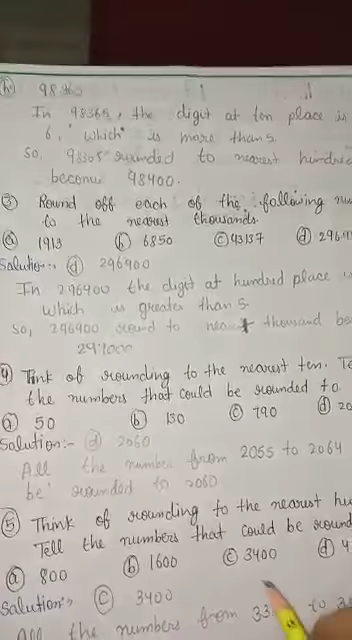 (h) 98365
In 98365, the digit at ten place is
6, which is more than 5.
So, 98365 rounded to nearest hundred
become 98400.
③ Round off each of the following
to the nearest thousands.
ⓐ 1913 ⓑ 6850 ⓒ 43137 ⓓ 2969
Solution:- ⓓ 296900
In 296900 the digit at hundred place is
which is greater than 5
So, 296900 round to nearest thousand be
297000
④ Tink of rounding to the nearest ten. Te
the numbers that could be rounded to.
ⓐ 50 ⓑ 130 ⓒ 790 ⓓ 20
Solution:- ⓓ 2060
All the number from 2055 to 2064
be rounded to 2060
⑤ Think of rounding to the nearest hu
Tell the numbers that could be round
ⓐ 800 ⓑ 1600 ⓒ 3400 ⓓ 4
Solution:- ⓒ 3400
All the numbers from 33 to